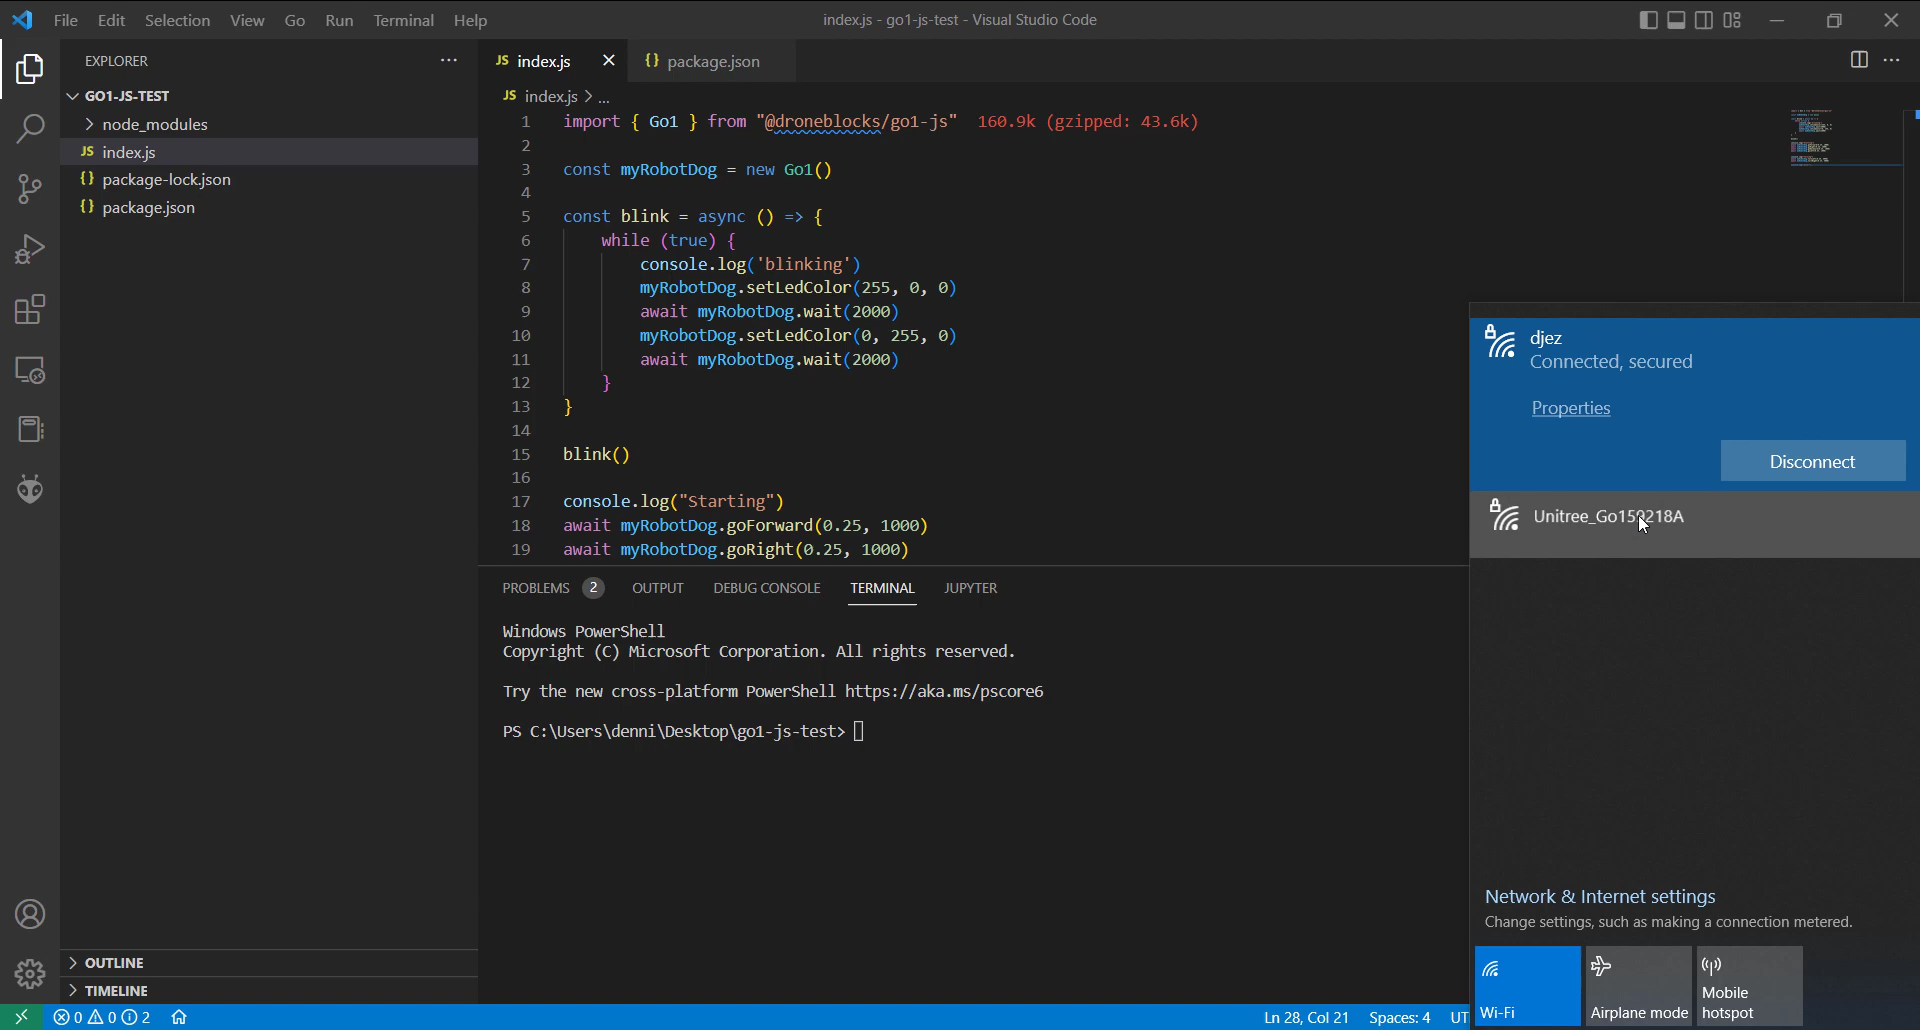 File Edit Selection View Go Run Terminal Help
index.js - go1-js-test - Visual Studio Code
EXPLORER
GO1-JS-TEST
node_modules
JS index.js
{} package-lock.json
{} package.json
OUTLINE
TIMELINE
JS index.js
{} package.json
JS index.js > ...
1 import { Go1 } from "@droneblocks/go1-js" 160.9k (gzipped: 43.6k)
2
3 const myRobotDog = new Go1()
4
5 const blink = async () => {
6 while (true) {
7 console.log('blinking')
8 myRobotDog.setLedColor(255, 0, 0)
9 await myRobotDog.wait(2000)
10 myRobotDog.setLedColor(0, 255, 0)
11 await myRobotDog.wait(2000)
12 }
13 }
14
15 blink()
16
17 console.log("Starting")
18 await myRobotDog.goForward(0.25, 1000)
19 await myRobotDog.goRight(0.25, 1000)
PROBLEMS 2 OUTPUT DEBUG CONSOLE TERMINAL JUPYTER
Windows PowerShell
Copyright (C) Microsoft Corporation. All rights reserved.
Try the new cross-platform PowerShell https://aka.ms/pscore6
PS C:\Users\denni\Desktop\go1-js-test>
djez
Connected, secured
Properties
Disconnect
Network & Internet settings
Change settings, such as making a connection metered.
Wi-Fi
Airplane mode
Mobile
hotspot
0 0 2
Ln 28, Col 21 Spaces: 4